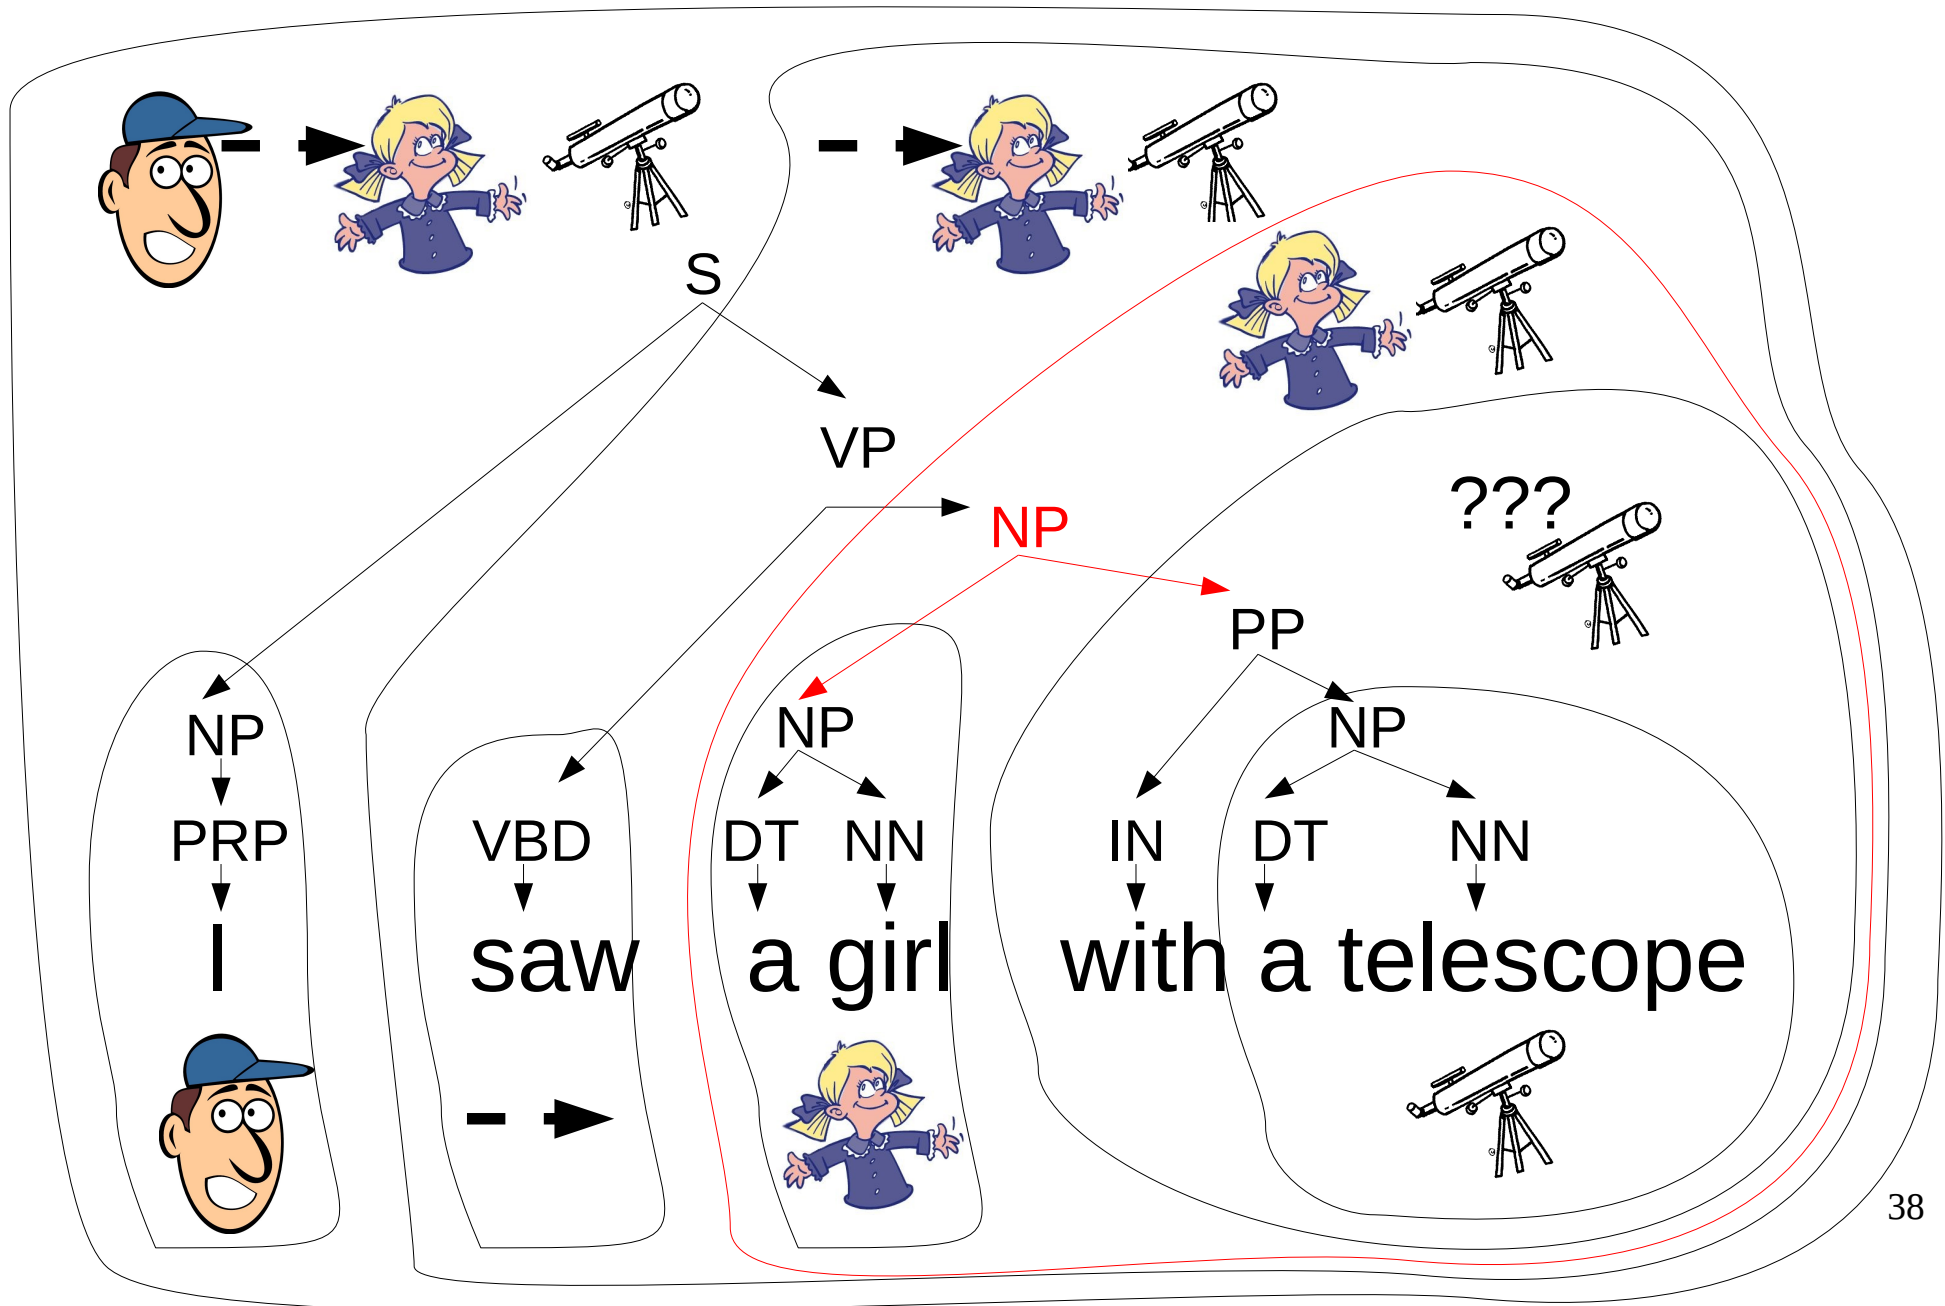 S
VP
???
NP
PP
NP NP NP
PRP VBD DT NN IN DT NN
I saw a girl with a telescope
38